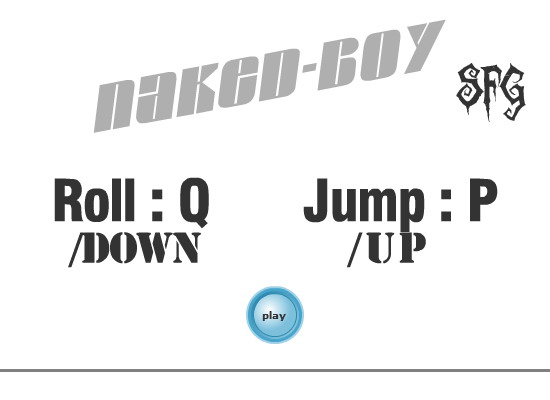 NAKED-BOY
SFG
Roll : Q Jump : P
/DOWN /UP
play